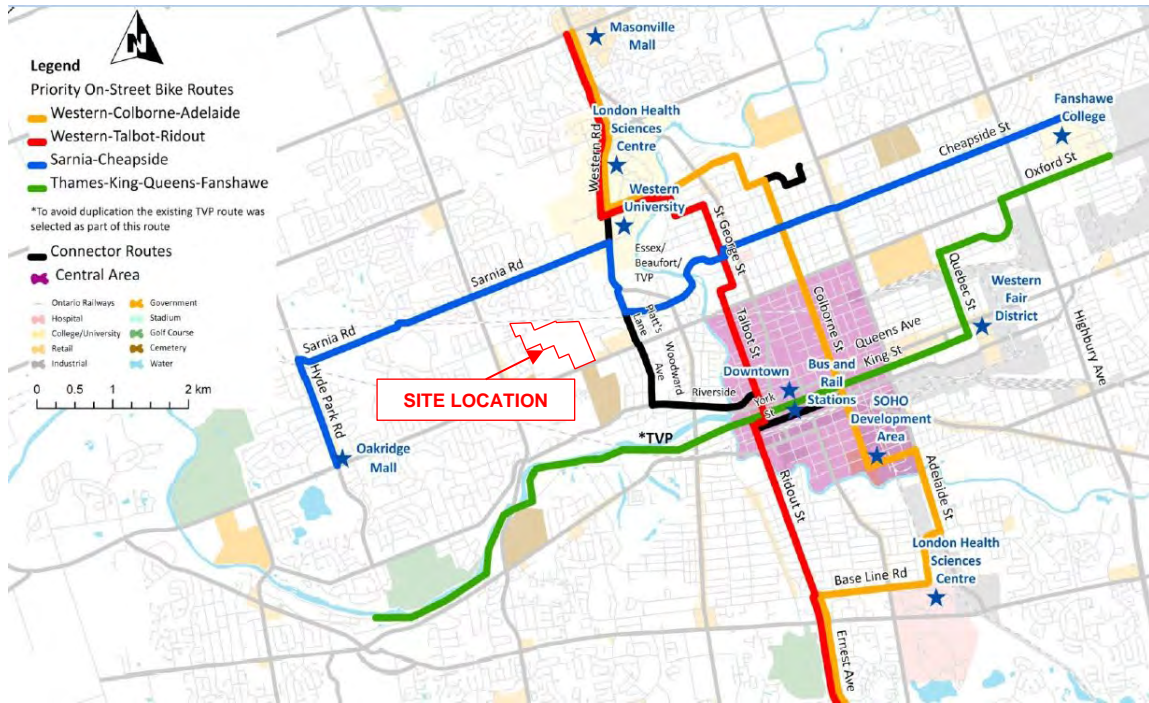 N
Legend
Priority On-Street Bike Routes
Western-Colborne-Adelaide
Western-Talbot-Ridout
Sarnia-Cheapside
Thames-King-Queens-Fanshawe
*To avoid duplication the existing TVP route was
selected as part of this route
Connector Routes
Central Area
Ontario Railways
Hospital
College/University
Retail
Industrial
Government
Stadium
Golf Course
Cemetery
Water
0 0.5 1 2 km
Masonville
Mall
London Health
Sciences
Centre
Western Rd
Western
University
Fanshawe
College
Cheapside St
Oxford St
St George St
Essex/
Beaufort/
TVP
Sarnia Rd
Sarnia Rd
Hyde Park Rd
Oakridge
Mall
SITE LOCATION
Platt's
Lane
Woodward
Ave
Riverside
Talbot St
Colborne St
Queens Ave
King St
Quebec St
Western
Fair
District
Highbury Ave
Downtown
York
St
Bus and
Rail
Stations
SOHO
Development
Area
*TVP
Ridout St
Adelaide St
London Health
Sciences
Centre
Base Line Rd
Ernest Ave